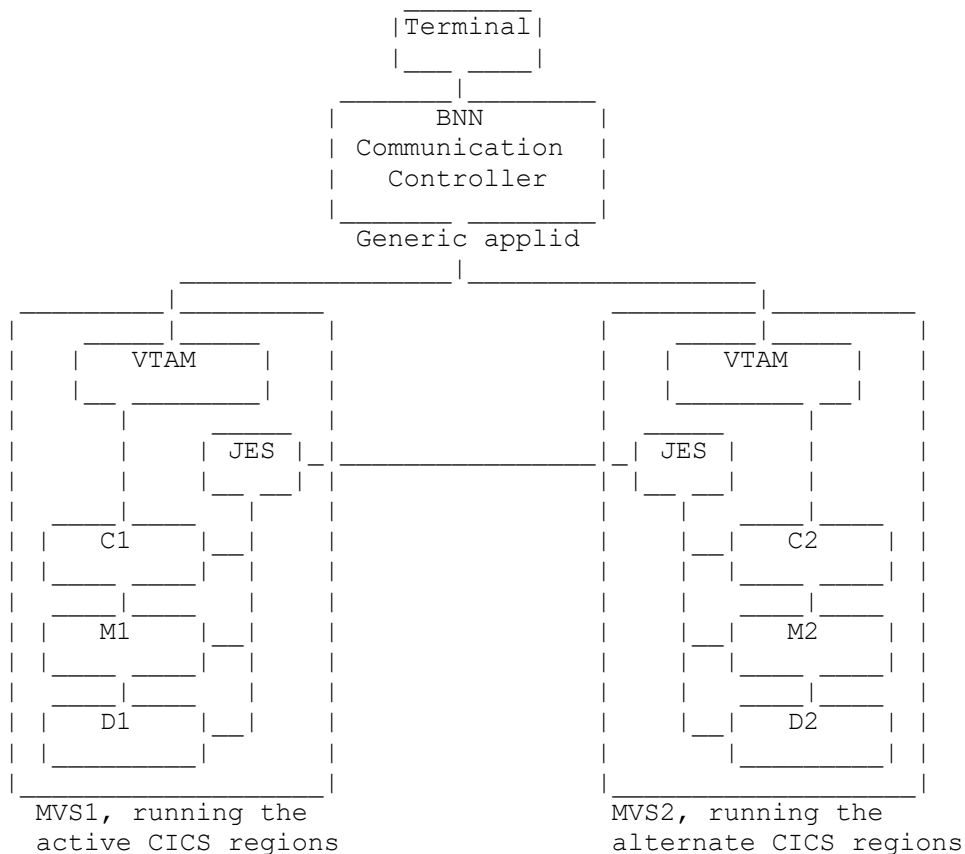 Terminal
BNN
Communication
Controller
Generic applid
VTAM VTAM
JES JES
C1 C2
M1 M2
D1 D2
MVS1, running the MVS2, running the
active CICS regions alternate CICS regions